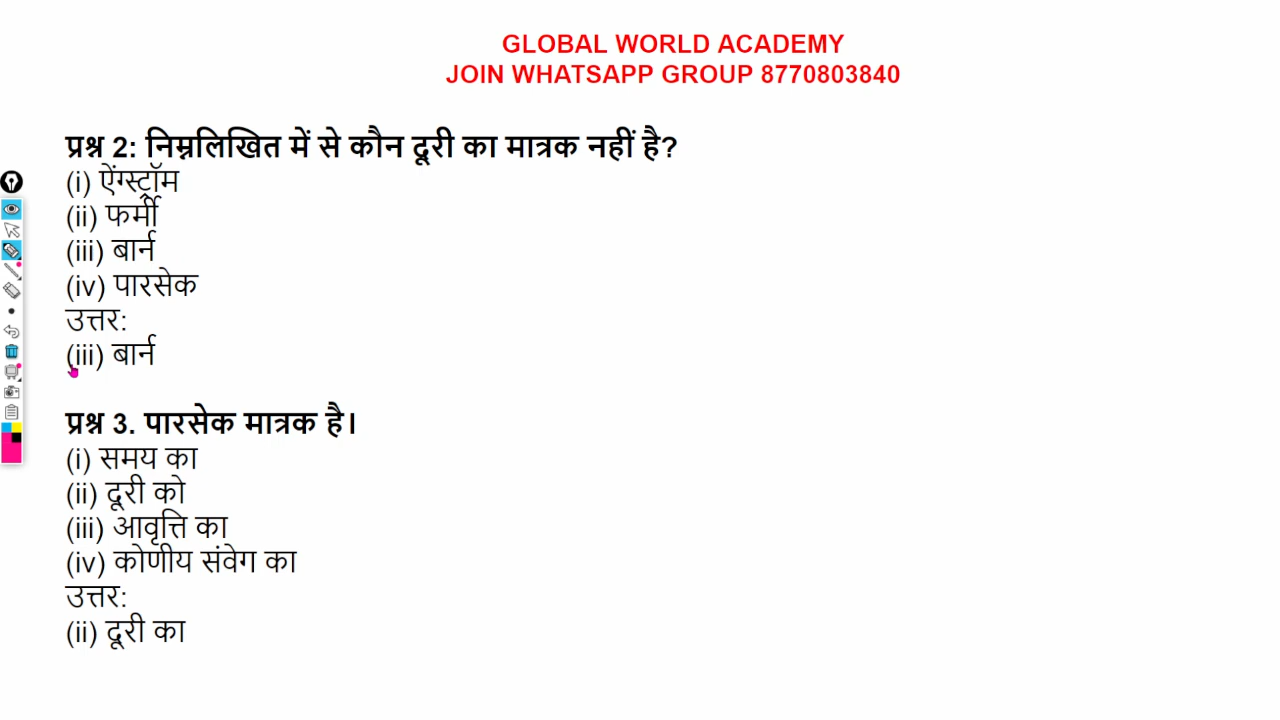 GLOBAL WORLD ACADEMY
JOIN WHATSAPP GROUP 8770803840
प्रश्न 2: निम्नलिखित में से कौन दूरी का मात्रक नहीं है?
(i) ऐंग्स्ट्रॉम
(ii) फर्मी
(iii) बार्न
(iv) पारसेक
उत्तर:
(iii) बार्न
प्रश्न 3. पारसेक मात्रक है।
(i) समय का
(ii) दूरी को
(iii) आवृत्ति का
(iv) कोणीय संवेग का
उत्तर:
(ii) दूरी का